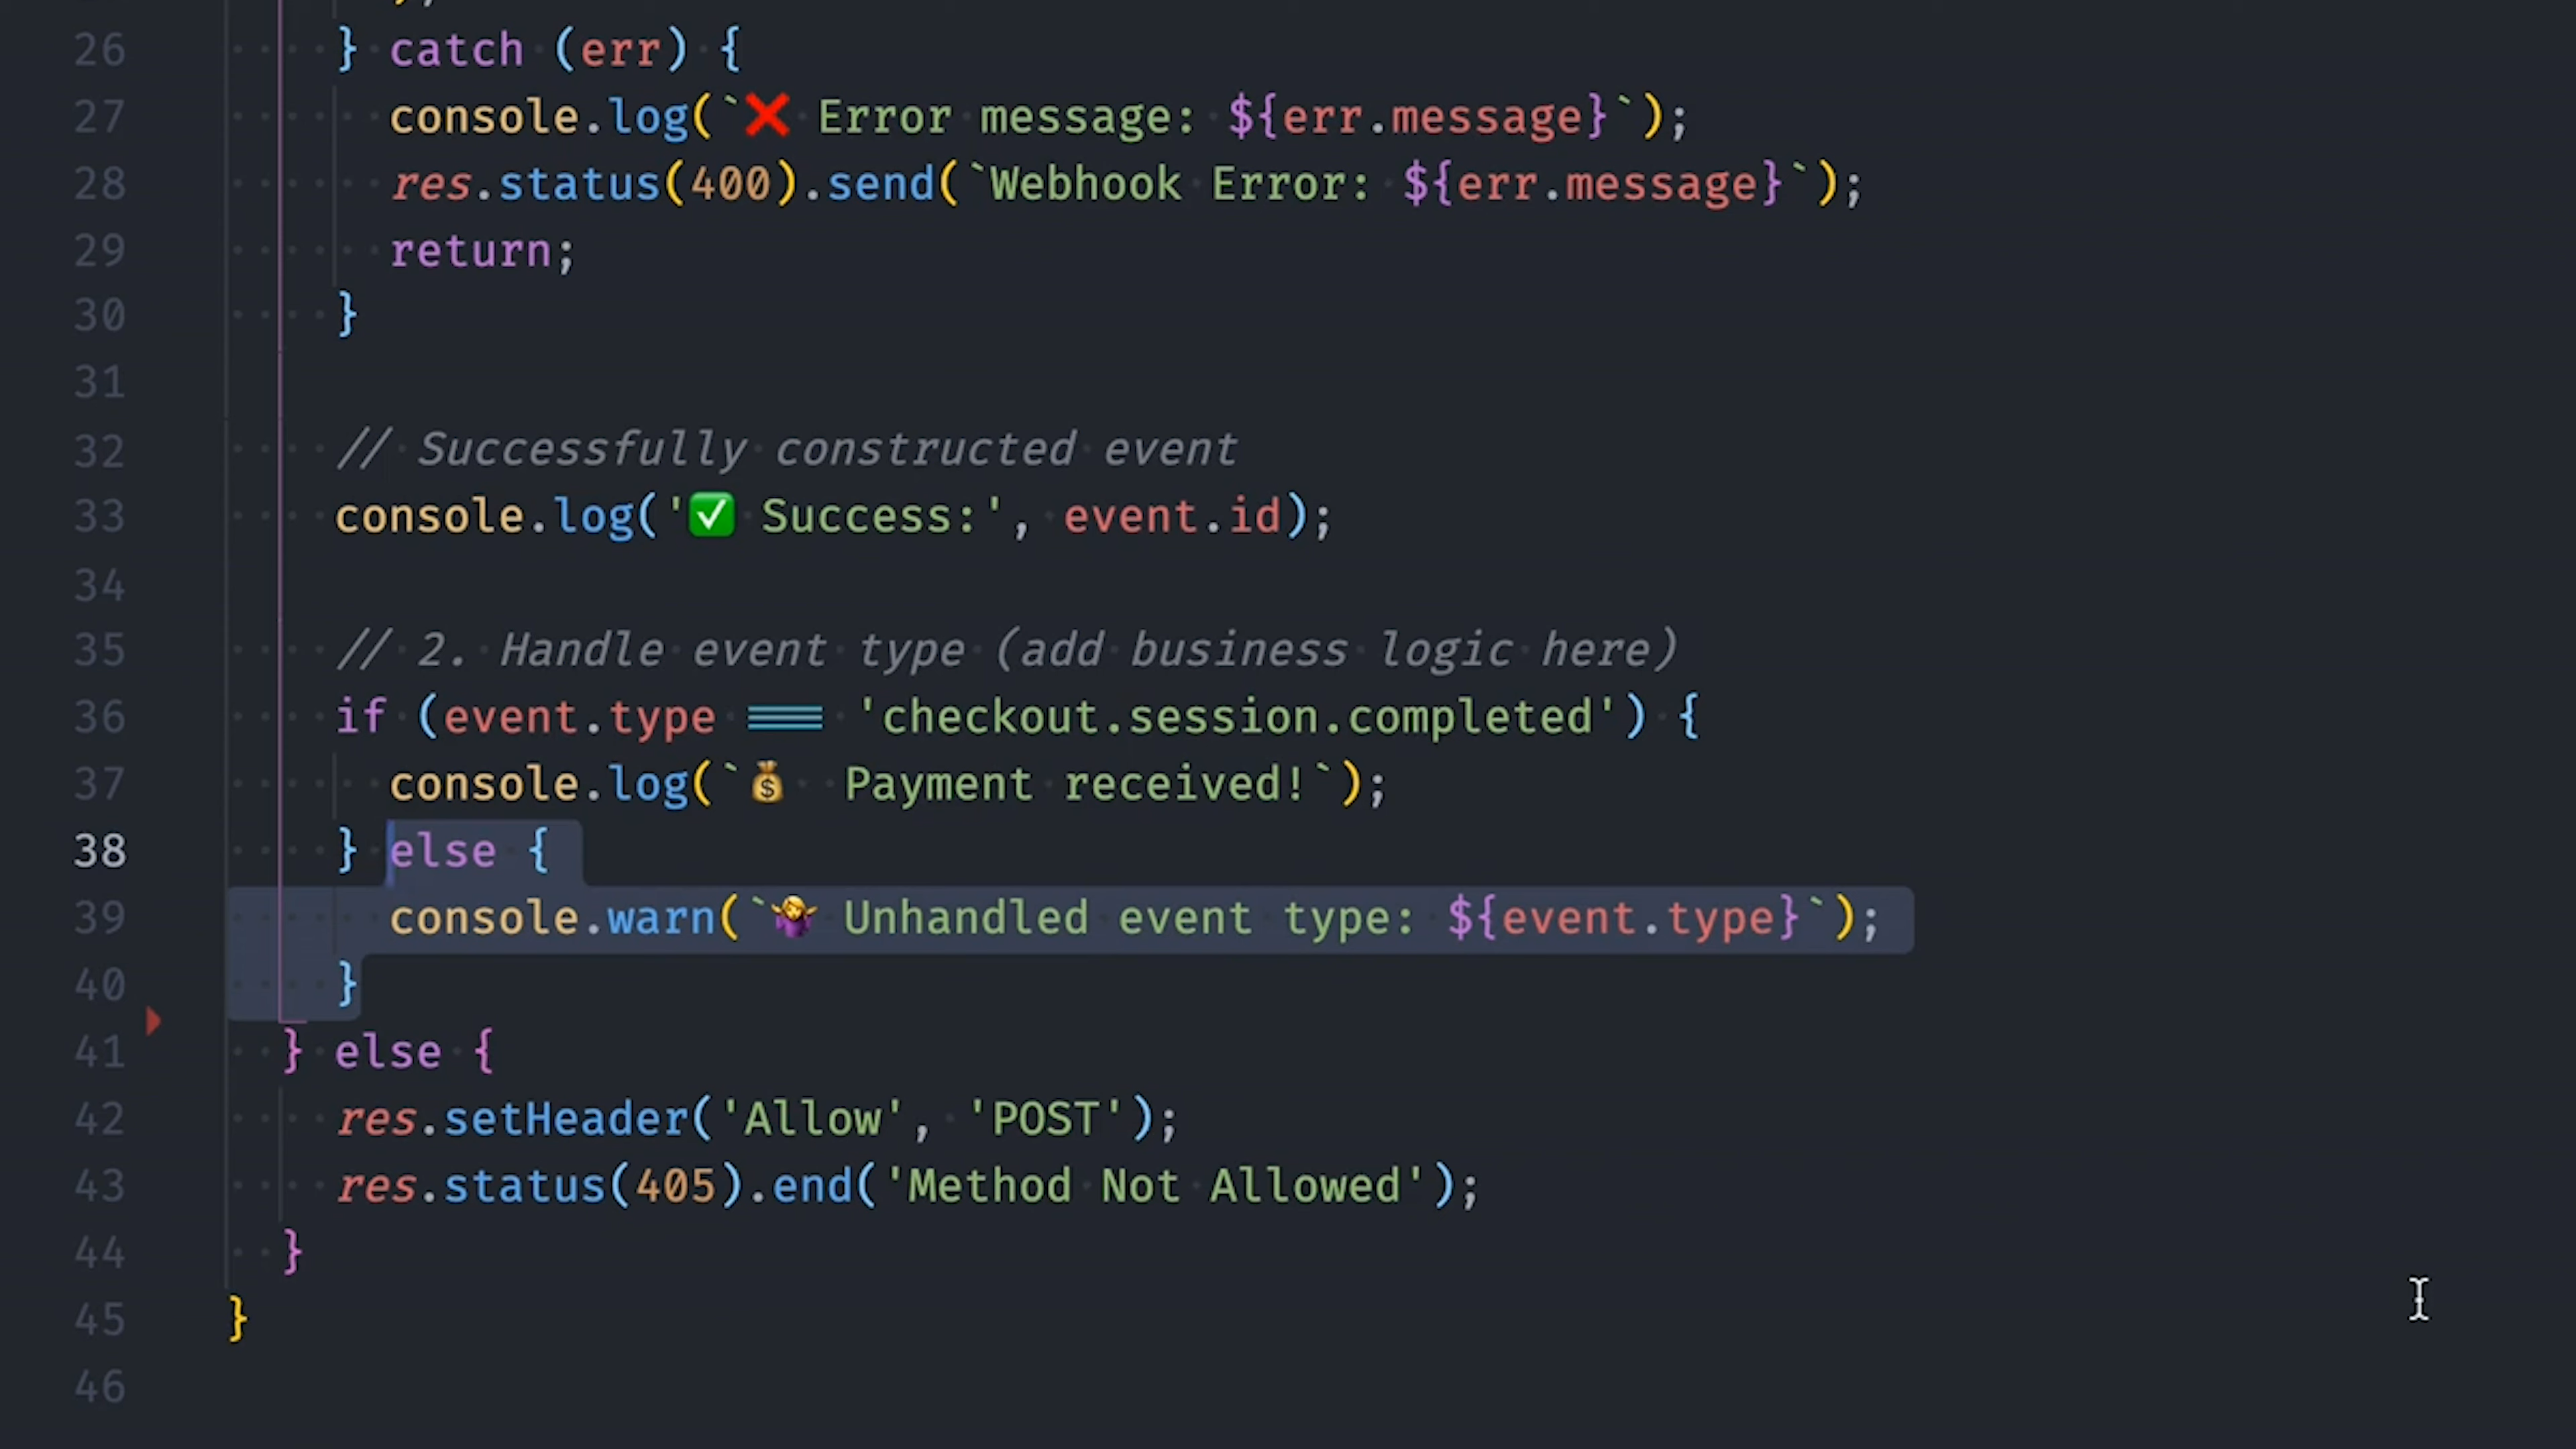 26 } catch (err) {
27 console.log(`❌ Error message: ${err.message}`);
28 res.status(400).send(`Webhook Error: ${err.message}`);
29 return;
30 }
31
32 // Successfully constructed event
33 console.log('✅ Success:', event.id);
34
35 // 2. Handle event type (add business logic here)
36 if (event.type === 'checkout.session.completed') {
37 console.log(`💰  Payment received!`);
38 } else {
39 console.warn(`🤷‍♀️ Unhandled event type: ${event.type}`);
40 }
41 } else {
42 res.setHeader('Allow', 'POST');
43 res.status(405).end('Method Not Allowed');
44 }
45 }
46